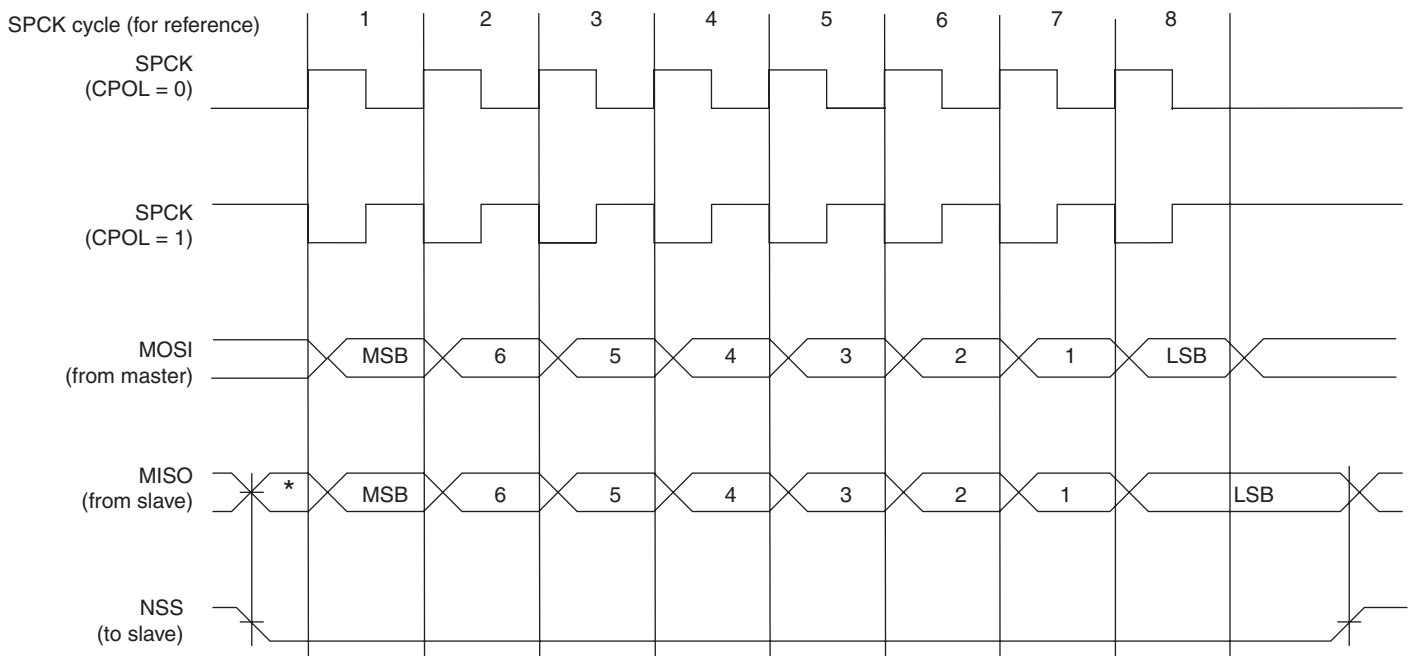 SPCK cycle (for reference) 1 2 3 4 5 6 7 8
SPCK
(CPOL = 0)
SPCK
(CPOL = 1)
MOSI
(from master)
MSB 6 5 4 3 2 1 LSB
MISO
(from slave)
* MSB 6 5 4 3 2 1 LSB
NSS
(to slave)